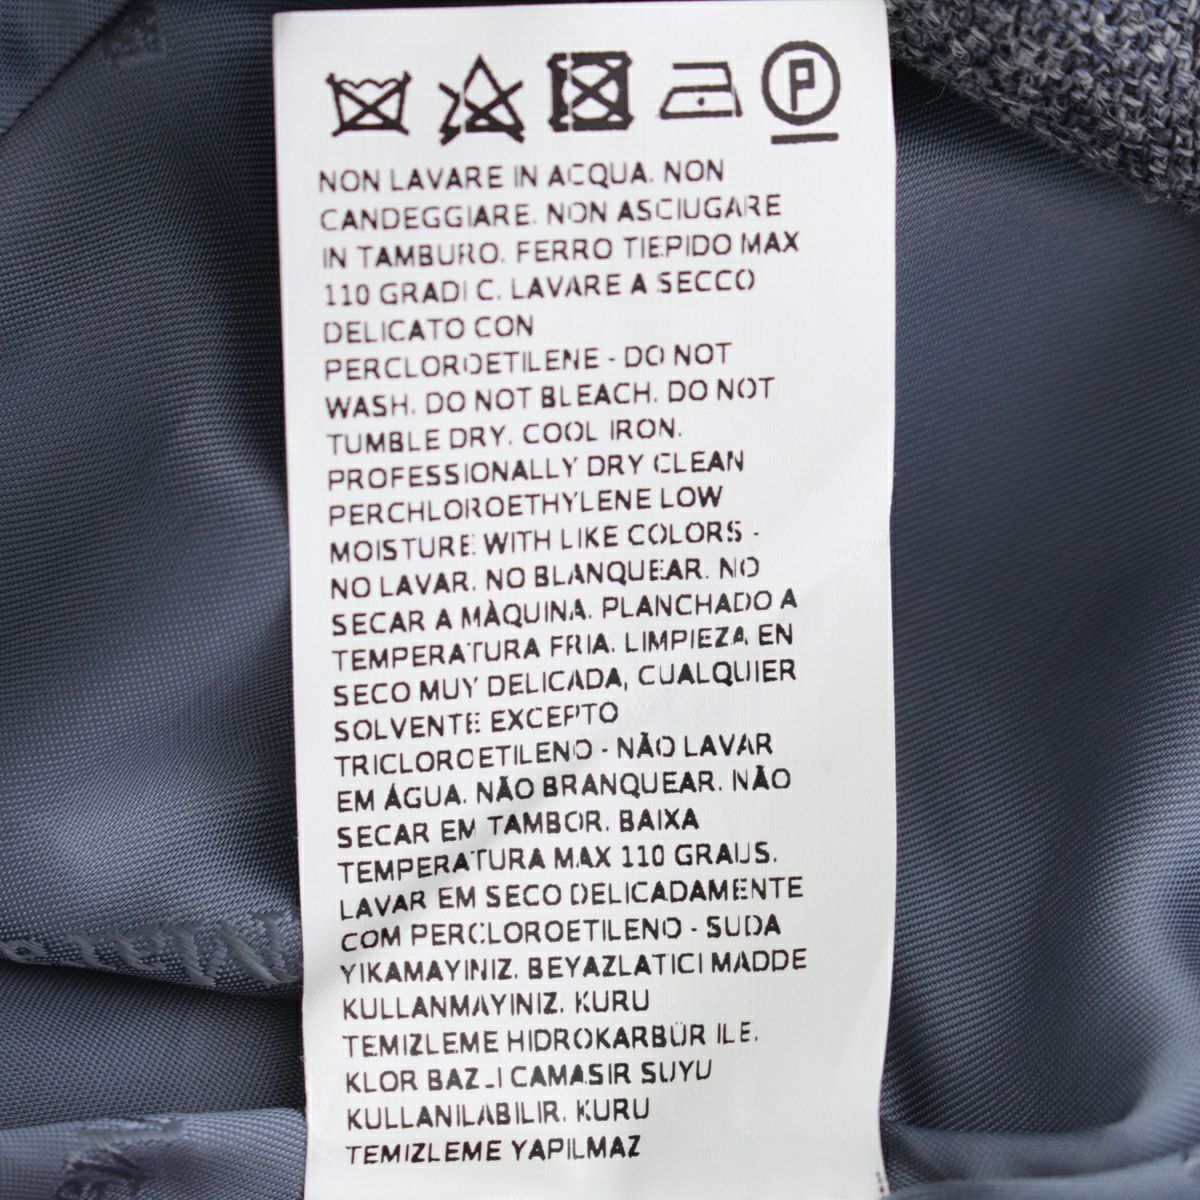 P
NON LAVARE IN ACQUA. NON
CANDEGGIARE. NON ASCIUGARE
IN TAMBURO. FERRO TIEPIDO MAX
110 GRADI C. LAVARE A SECCO
DELICATO CON
PERCLOROETILENE - DO NOT
WASH. DO NOT BLEACH. DO NOT
TUMBLE DRY. COOL IRON.
PROFESSIONALLY DRY CLEAN
PERCHLOROETHYLENE LOW
MOISTURE WITH LIKE COLORS -
NO LAVAR. NO BLANQUEAR. NO
SECAR A MÀQUINA. PLANCHADO A
TEMPERATURA FRIA. LIMPIEZA EN
SECO MUY DELICADA, CUALQUIER
SOLVENTE EXCEPTO
TRICLOROETILENO - NÃO LAVAR
EM ÁGUA. NÃO BRANQUEAR. NÃO
SECAR EM TAMBOR. BAIXA
TEMPERATURA MAX 110 GRAUS.
LAVAR EM SECO DELICADAMENTE
COM PERCLOROETILENO - SUDA
YIKAMAYINIZ. BEYAZLATICI MADDE
KULLANMAYINIZ. KURU
TEMIZLEME HIDROKARBÜR ILE.
KLOR BAZLI CAMASIR SUYU
KULLANILABILIR. KURU
TEMIZLEME YAPILMAZ